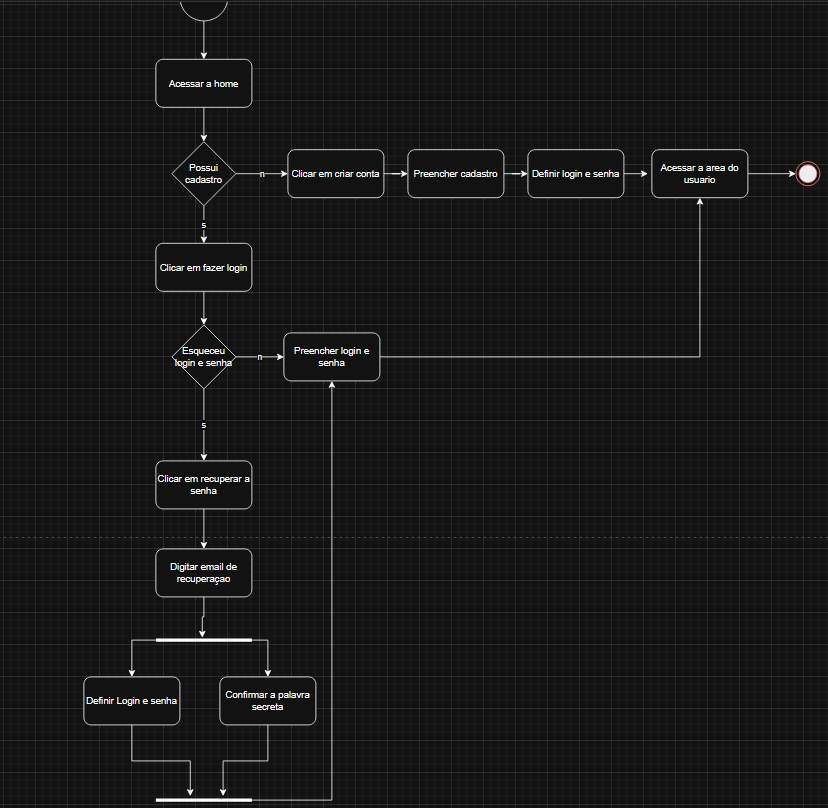 Acessar a home
Possui
cadastro
n
Clicar em criar conta
Preencher cadastro
Definir login e senha
Acessar a area do
usuario
s
Clicar em fazer login
Esqueceu
login e senha
n
Preencher login e
senha
s
Clicar em recuperar a
senha
Digitar email de
recuperaçao
Definir Login e senha
Confirmar a palavra
secreta